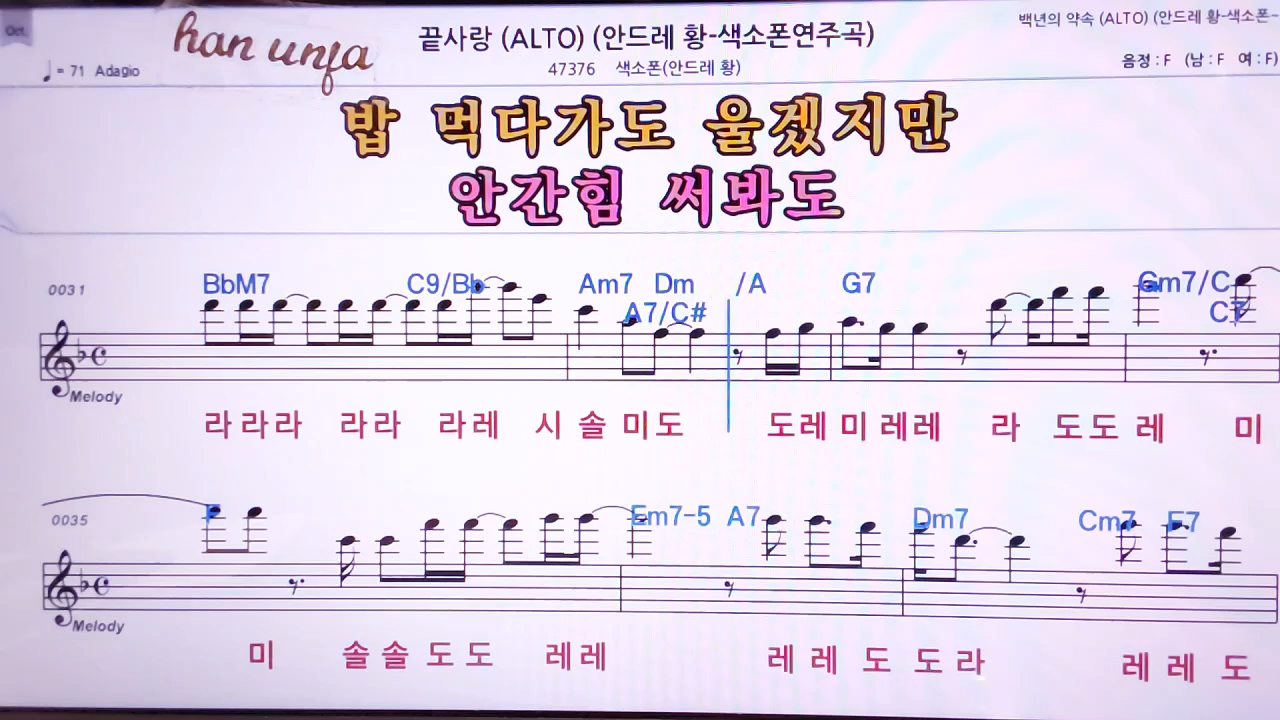 Oct.
han unja
끝사랑 (ALTO) (안드레 황-색소폰연주곡)
백년의 약속 (ALTO) (안드레 황-색소폰-
♩= 71 Adagio
47376 색소폰(안드레 황)
음정 : F (남 : F 여 : F)
밥 먹다가도 울겠지만
안간힘 써봐도
0031 BbM7 C9/Bb Am7 Dm /A G7 Gm7/C
A7/C# C7
Melody
라라라 라라 라레 시 솔 미도 도레 미 레레 라 도도 레 미
0035 F Em7-5 A7 Dm7 Cm7 F7
Melody
미 솔솔 도도 레레 레 레 도 도 라 레 레 도